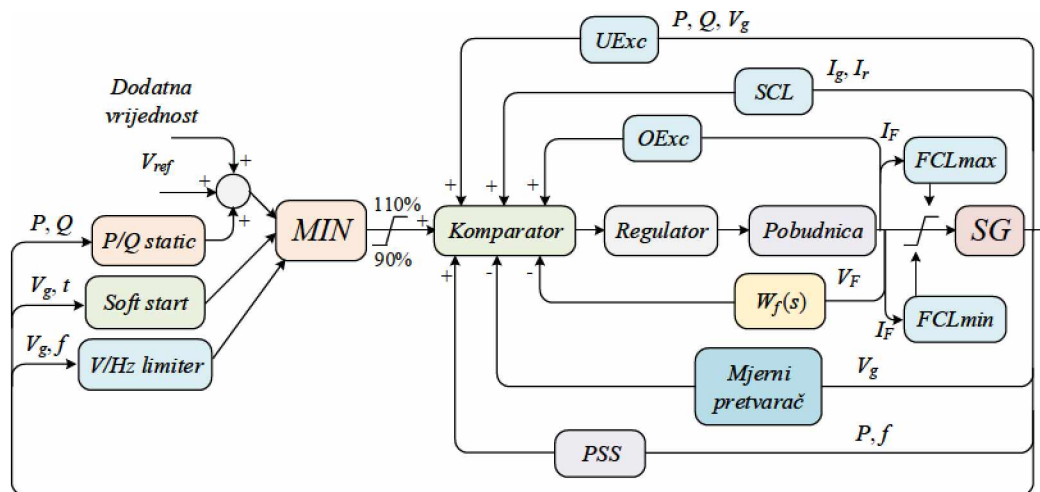 P, Q, Vg
UExc
Ig, Ir
SCL
Dodatna
vrijednost
OExc
IF
FCLmax
+
Vref
+
+
+
+
+
110%
P, Q
P/Q static
+
MIN
+
Komparator
Regulator
Pobudnica
SG
90%
+
-
-
VF
Vg, t
Soft start
Wf(s)
FCLmin
IF
Vg, f
V/Hz limiter
Mjerni
pretvarač
Vg
P, f
PSS